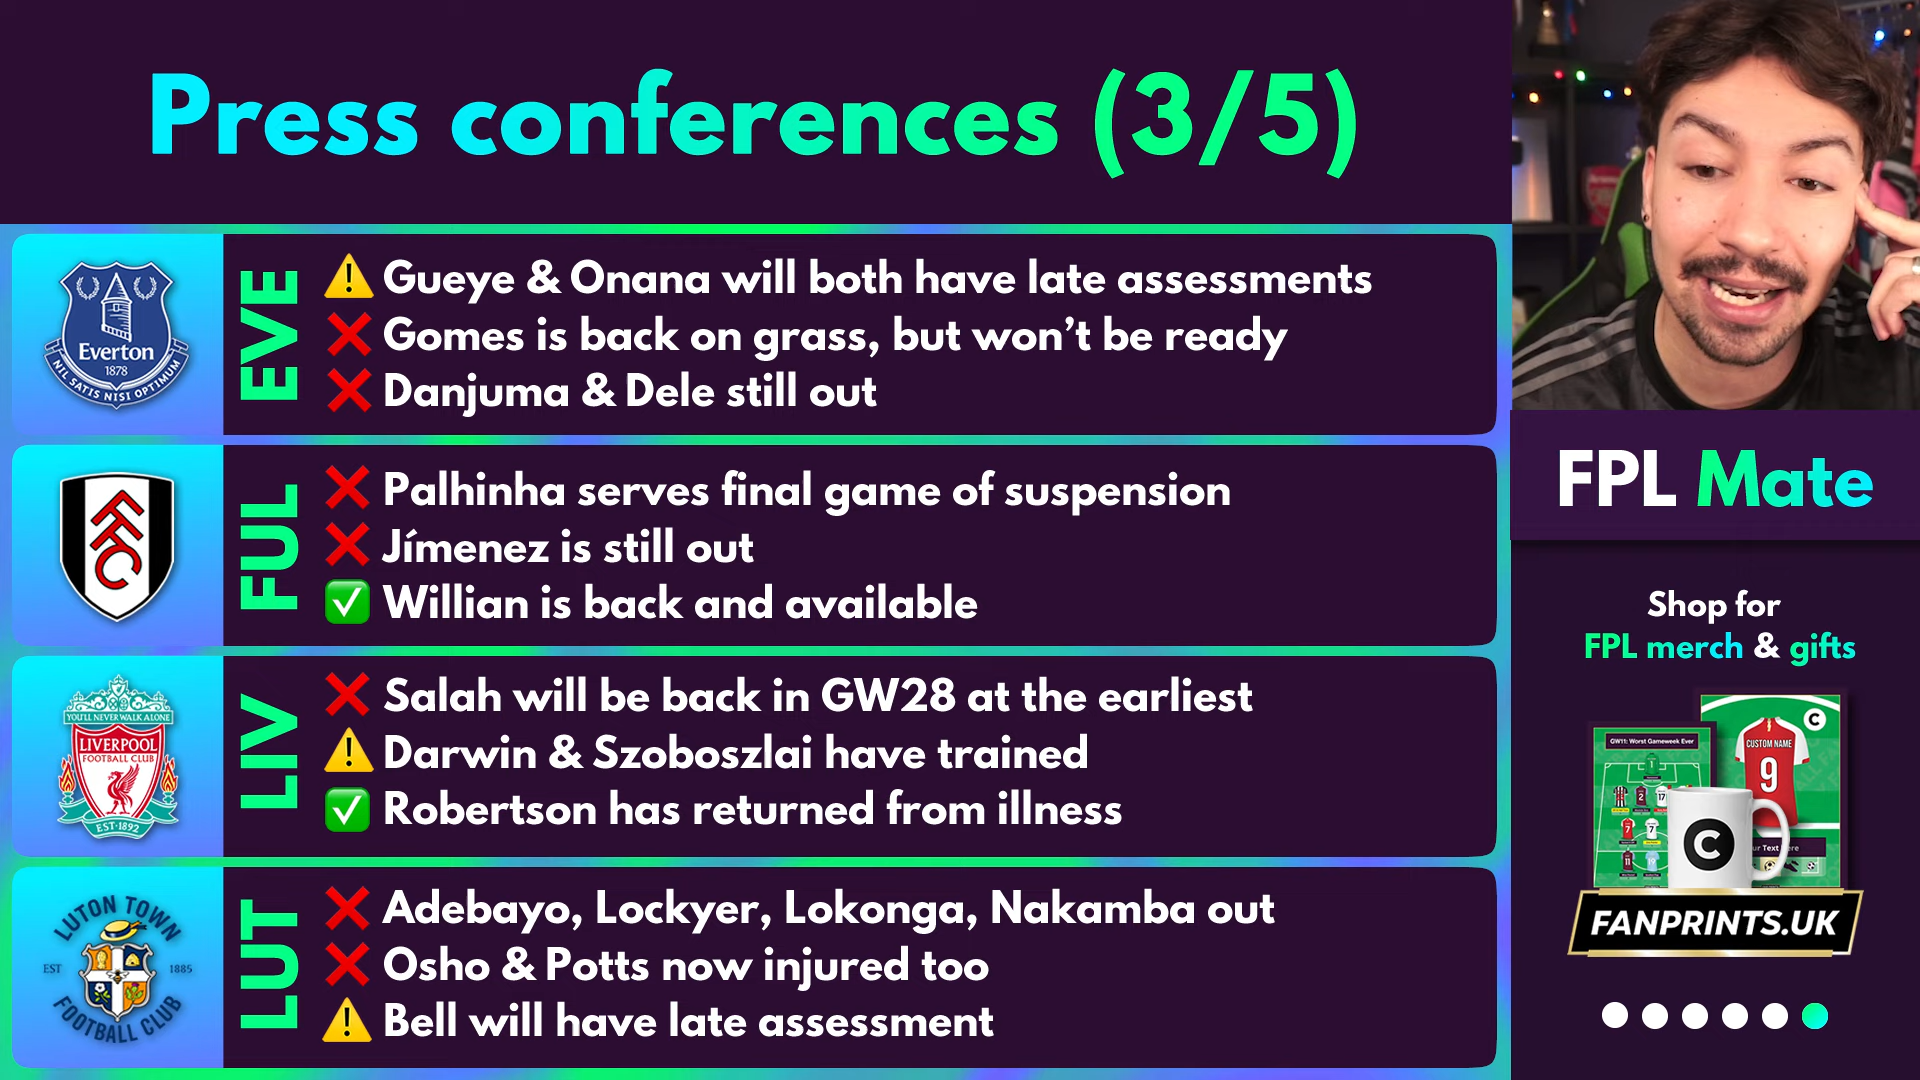 Press conferences (3/5)
Everton
1878
NIL SATIS NISI OPTIMUM
EVE
⚠️ Gueye & Onana will both have late assessments
❌ Gomes is back on grass, but won’t be ready
❌ Danjuma & Dele still out
FFC
FUL
❌ Palhinha serves final game of suspension
❌ Jímenez is still out
✅ Willian is back and available
YOU'LL NEVER WALK ALONE
LIVERPOOL
FOOTBALL CLUB
EST·1892
LIV
❌ Salah will be back in GW28 at the earliest
⚠️ Darwin & Szoboszlai have trained
✅ Robertson has returned from illness
LUTON TOWN
EST 1885
FOOTBALL CLUB
LUT
❌ Adebayo, Lockyer, Lokonga, Nakamba out
❌ Osho & Potts now injured too
⚠️ Bell will have late assessment
FPL Mate
Shop for
FPL merch & gifts
C
GW11: Worst Gameweek Ever
CUSTOM NAME
9
C
FANPRINTS.UK